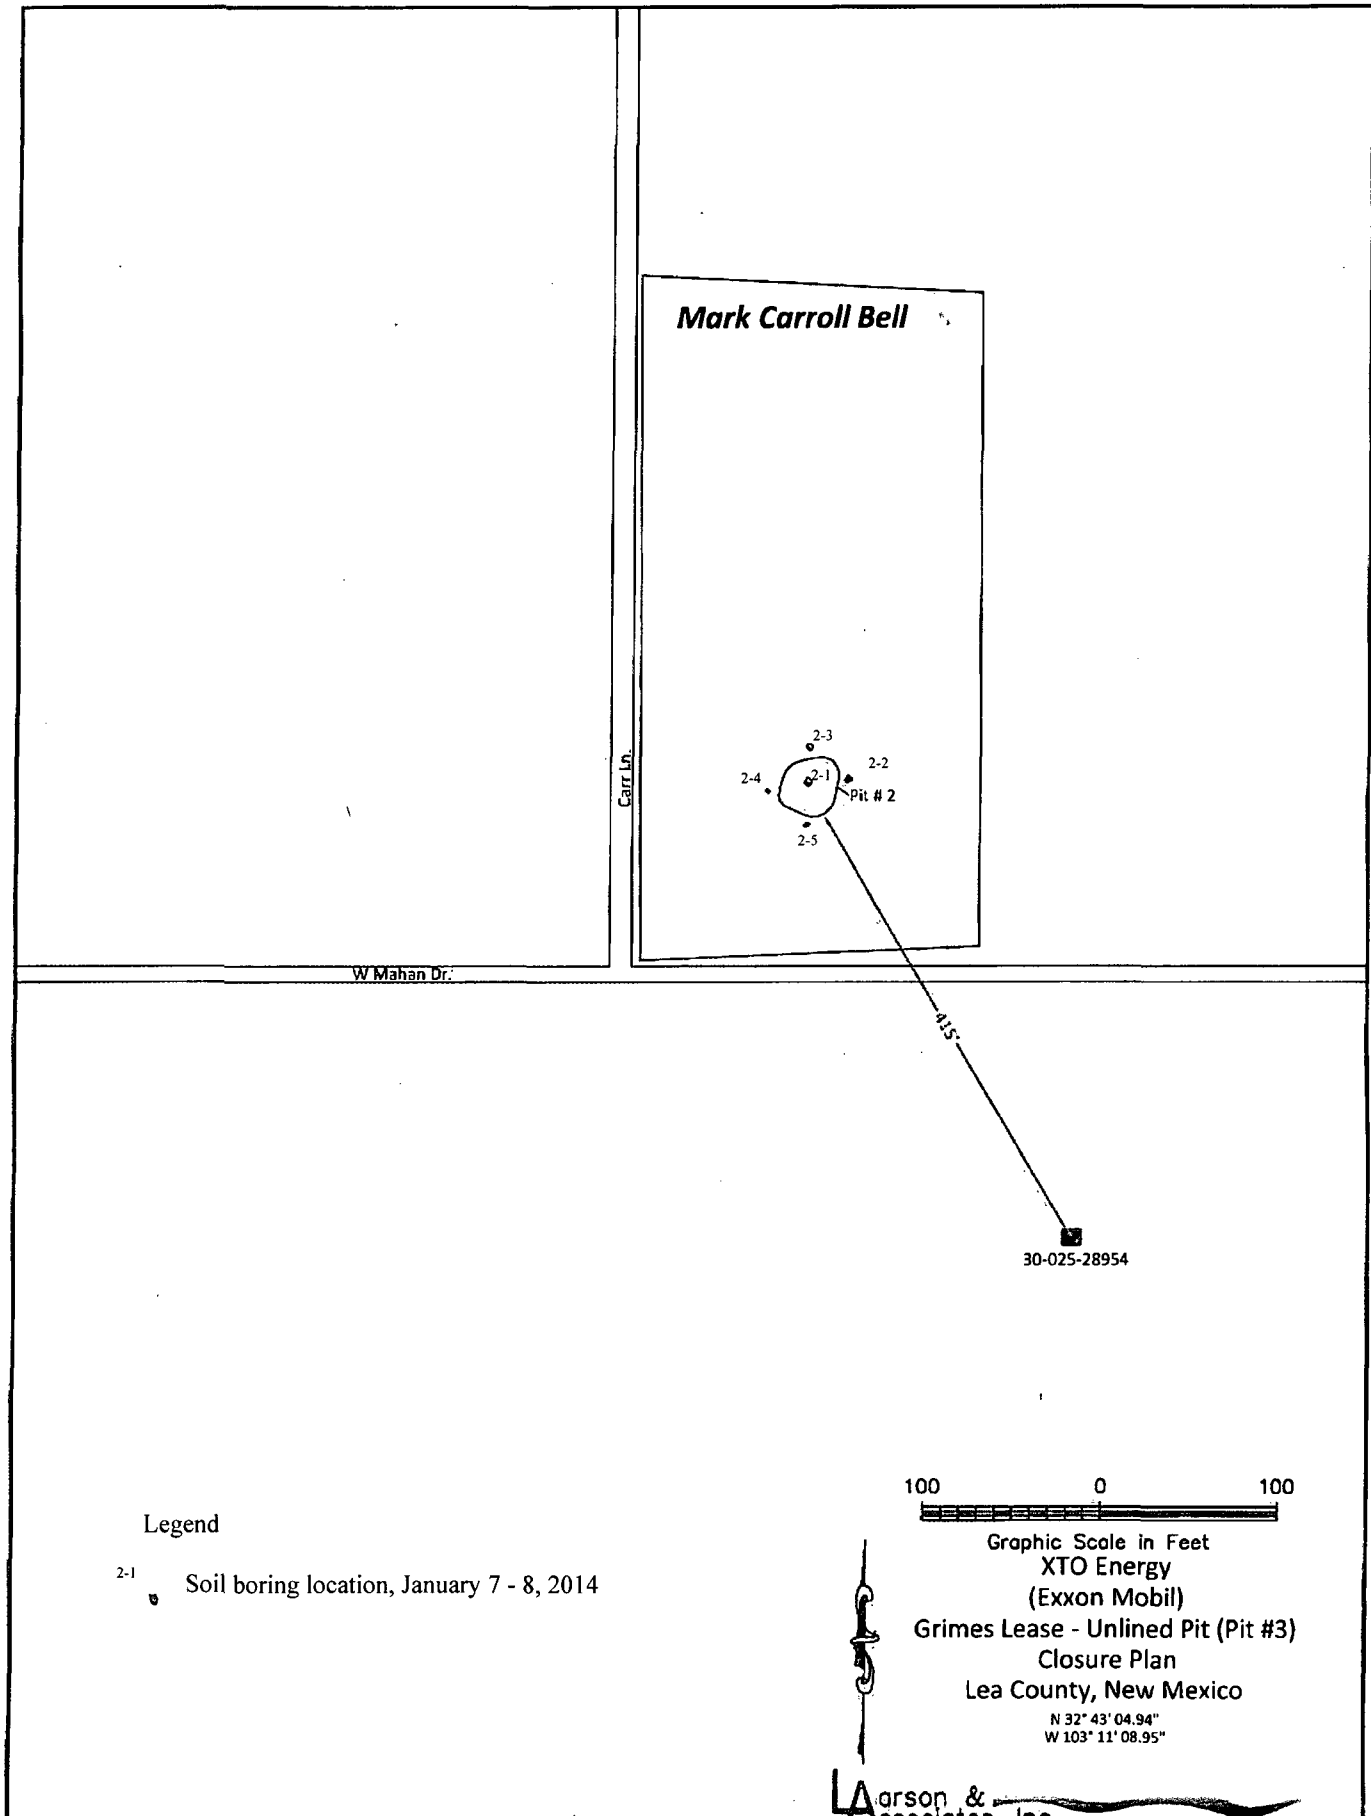 Mark Carroll Bell
2-3
2-2
2-4
2-1
Pit # 2
2-5
Carr Ln.
W Mahan Dr.
415'
30-025-28954
100 0 100
Graphic Scale in Feet
Legend
2-1
Soil boring location, January 7 - 8, 2014
XTO Energy
(Exxon Mobil)
Grimes Lease - Unlined Pit (Pit #3)
Closure Plan
Lea County, New Mexico
N 32° 43' 04.94"
W 103° 11' 08.95"
Larson &
Associates, Inc.